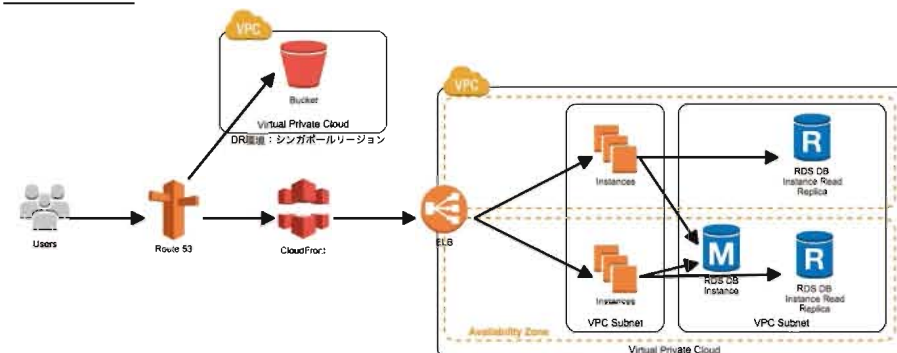 VPC
Bucket
Virtual Private Cloud
DR環境：シンガポールリージョン
VPC
Users
Route 53
CloudFront
ELB
Instances
R
RDS DB
Instance Read
Replica
Instances
M
RDS DB
Instance
R
RDS DB
Instance Read
Replica
Availability Zone
VPC Subnet
VPC Subnet
Virtual Private Cloud